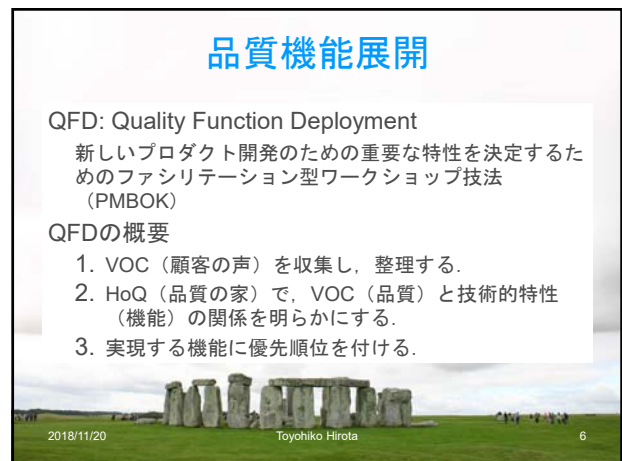 品質機能展開
QFD: Quality Function Deployment
新しいプロダクト開発のための重要な特性を決定するた
めのファシリテーション型ワークショップ技法
（PMBOK）
QFDの概要
1. VOC（顧客の声）を収集し，整理する.
2. HoQ（品質の家）で，VOC（品質）と技術的特性
（機能）の関係を明らかにする.
3. 実現する機能に優先順位を付ける.
2018/11/20
Toyohiko Hirota
6